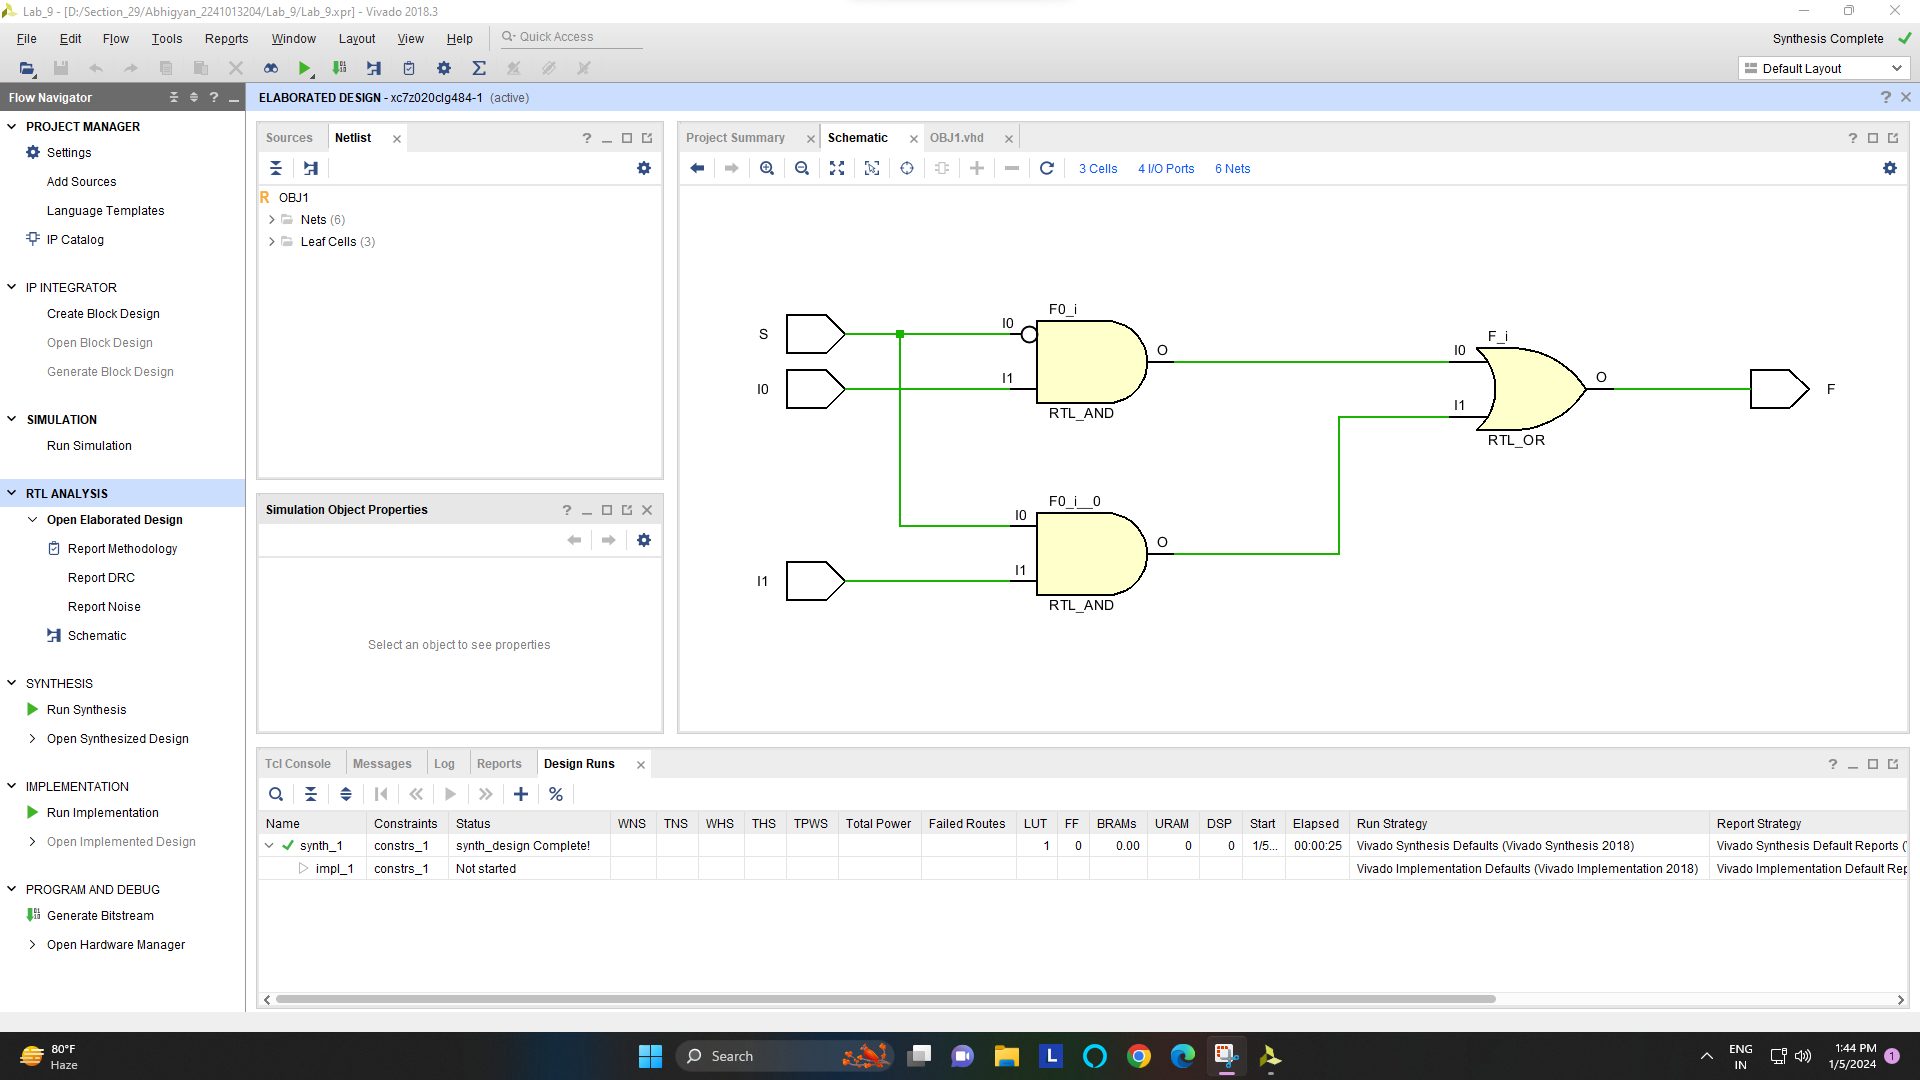 Lab_9 - [D:/Section_29/Abhigyan_2241013204/Lab_9/Lab_9.xpr] - Vivado 2018.3
File Edit Flow Tools Reports Window Layout View Help Quick Access
Synthesis Complete
Default Layout
Flow Navigator
PROJECT MANAGER
Settings
Add Sources
Language Templates
IP Catalog
IP INTEGRATOR
Create Block Design
Open Block Design
Generate Block Design
SIMULATION
Run Simulation
RTL ANALYSIS
Open Elaborated Design
Report Methodology
Report DRC
Report Noise
Schematic
SYNTHESIS
Run Synthesis
Open Synthesized Design
IMPLEMENTATION
Run Implementation
Open Implemented Design
PROGRAM AND DEBUG
Generate Bitstream
Open Hardware Manager
ELABORATED DESIGN - xc7z020clg484-1 (active)
Sources Netlist
OBJ1
Nets (6)
Leaf Cells (3)
Simulation Object Properties
Select an object to see properties
Project Summary Schematic OBJ1.vhd
3 Cells 4 I/O Ports 6 Nets
F0_i
S I0 O
I0 I1
RTL_AND
F_i
I0 O
I1
RTL_OR
F
F0_i__0
I0 O
I1 I1
RTL_AND
Tcl Console Messages Log Reports Design Runs
Name Constraints Status WNS TNS WHS THS TPWS Total Power Failed Routes LUT FF BRAMs URAM DSP Start Elapsed Run Strategy Report Strategy
synth_1 constrs_1 synth_design Complete! 1 0 0.00 0 0 1/5... 00:00:25 Vivado Synthesis Defaults (Vivado Synthesis 2018) Vivado Synthesis Default Reports (
impl_1 constrs_1 Not started Vivado Implementation Defaults (Vivado Implementation 2018) Vivado Implementation Default Rep
80°F
Haze
Search
ENG
IN
1:44 PM
1/5/2024
1